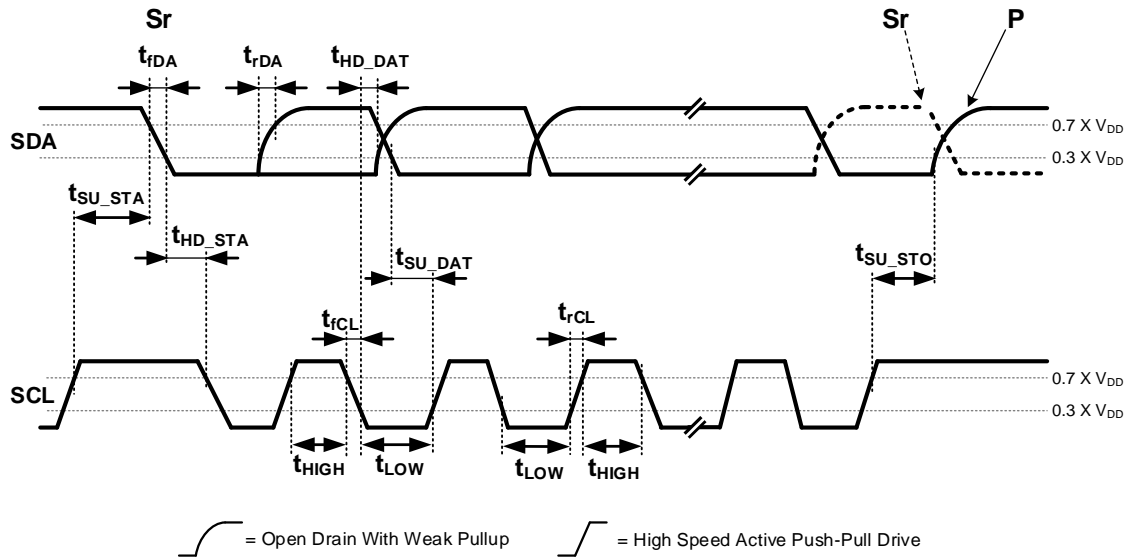 Sr
Sr
P
tfDA
trDA
tHD_DAT
SDA
0.7 X VDD
0.3 X VDD
tSU_STA
tHD_STA
tSU_DAT
tSU_STO
tfCL
trCL
SCL
0.7 X VDD
0.3 X VDD
tHIGH
tLOW
tLOW
tHIGH
= Open Drain With Weak Pullup
= High Speed Active Push-Pull Drive